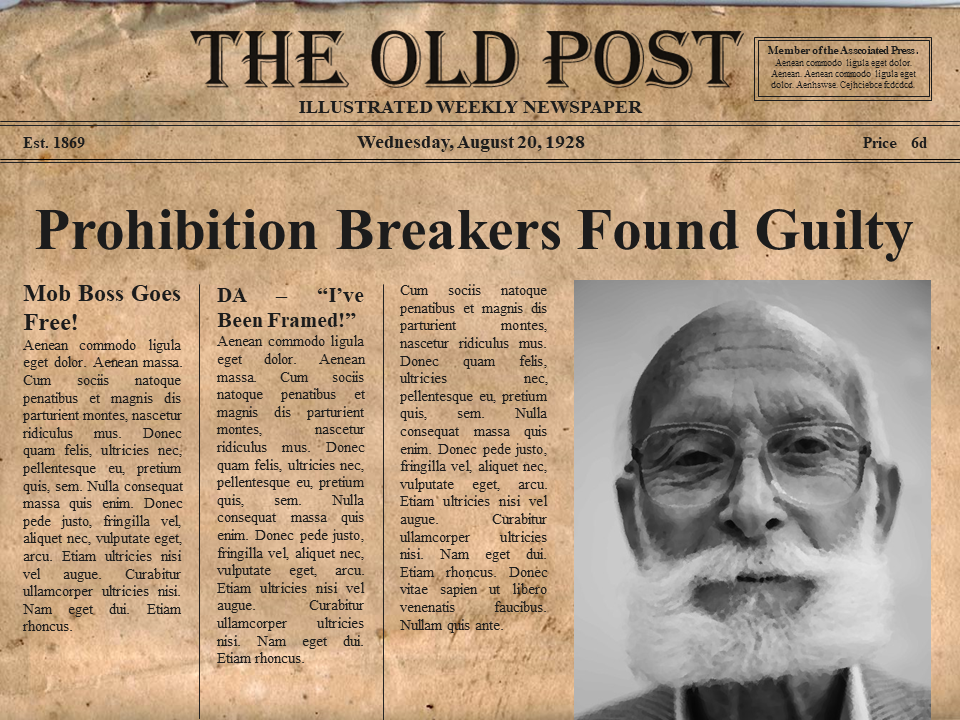 THE OLD POST
ILLUSTRATED WEEKLY NEWSPAPER
Member of the Asscoiated Press.
Aenean commodo ligula eget dolor.
Aenean. Aenean commodo ligula eget
dolor. Aenhswse. Cejhciebce fcdcdcd.
Est. 1869
Wednesday, August 20, 1928
Price 6d
Prohibition Breakers Found Guilty
Mob Boss Goes
Free!
Aenean commodo ligula
eget dolor. Aenean massa.
Cum sociis natoque
penatibus et magnis dis
parturient montes, nascetur
ridiculus mus. Donec
quam felis, ultricies nec,
pellentesque eu, pretium
quis, sem. Nulla consequat
massa quis enim. Donec
pede justo, fringilla vel,
aliquet nec, vulputate eget,
arcu. Etiam ultricies nisi
vel augue. Curabitur
ullamcorper ultricies nisi.
Nam eget dui. Etiam
rhoncus.
DA – “I’ve
Been Framed!”
Aenean commodo ligula
eget dolor. Aenean
massa. Cum sociis
natoque penatibus et
magnis dis parturient
montes, nascetur
ridiculus mus. Donec
quam felis, ultricies nec,
pellentesque eu, pretium
quis, sem. Nulla
consequat massa quis
enim. Donec pede justo,
fringilla vel, aliquet nec,
vulputate eget, arcu.
Etiam ultricies nisi vel
augue. Curabitur
ullamcorper ultricies
nisi. Nam eget dui.
Etiam rhoncus.
Cum sociis natoque
penatibus et magnis dis
parturient montes,
nascetur ridiculus mus.
Donec quam felis,
ultricies nec,
pellentesque eu, pretium
quis, sem. Nulla
consequat massa quis
enim. Donec pede justo,
fringilla vel, aliquet nec,
vulputate eget, arcu.
Etiam ultricies nisi vel
augue. Curabitur
ullamcorper ultricies
nisi. Nam eget dui.
Etiam rhoncus. Donec
vitae sapien ut libero
venenatis faucibus.
Nullam quis ante.